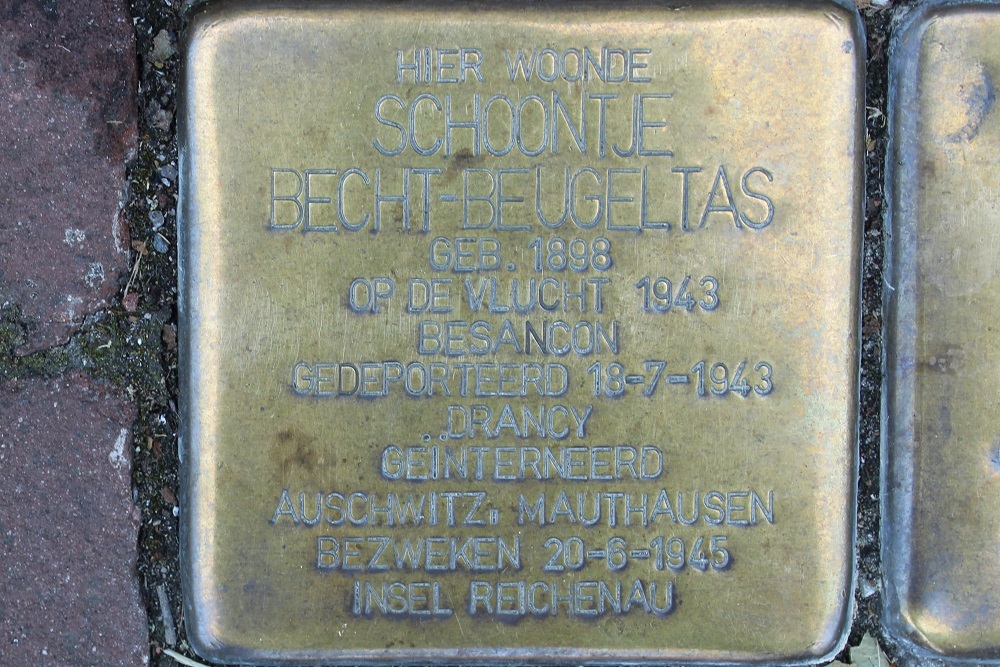 HIER WOONDE
SCHOONTJE
BECHT-BEUGELTAS
GEB. 1898
OP DE VLUCHT 1943
BESANCON
GEDEPORTEERD 18-7-1943
DRANCY
GEÏNTERNEERD
AUSCHWITZ, MAUTHAUSEN
BEZWEKEN 20-6-1945
INSEL REICHENAU